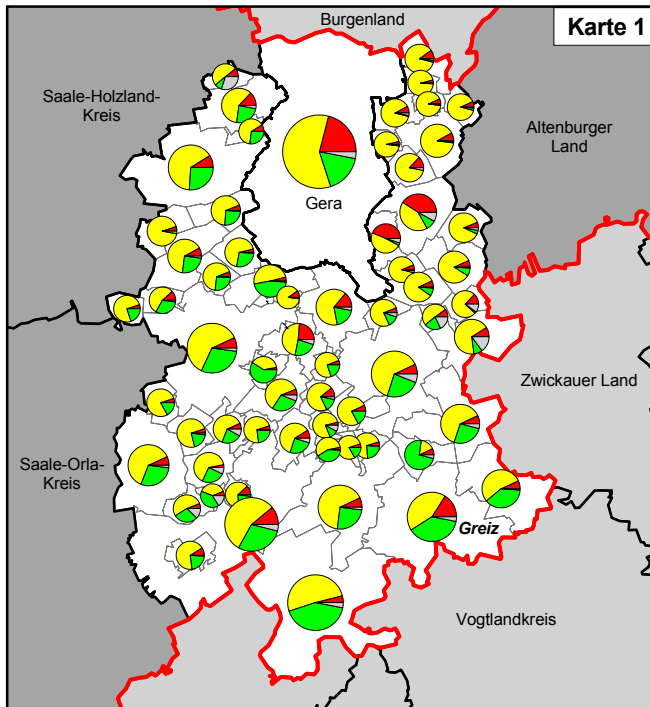 Burgenland
Karte 1
Saale-Holzland-
Kreis
Altenburger
Land
Gera
Zwickauer Land
Saale-Orla-
Kreis
Greiz
Vogtlandkreis